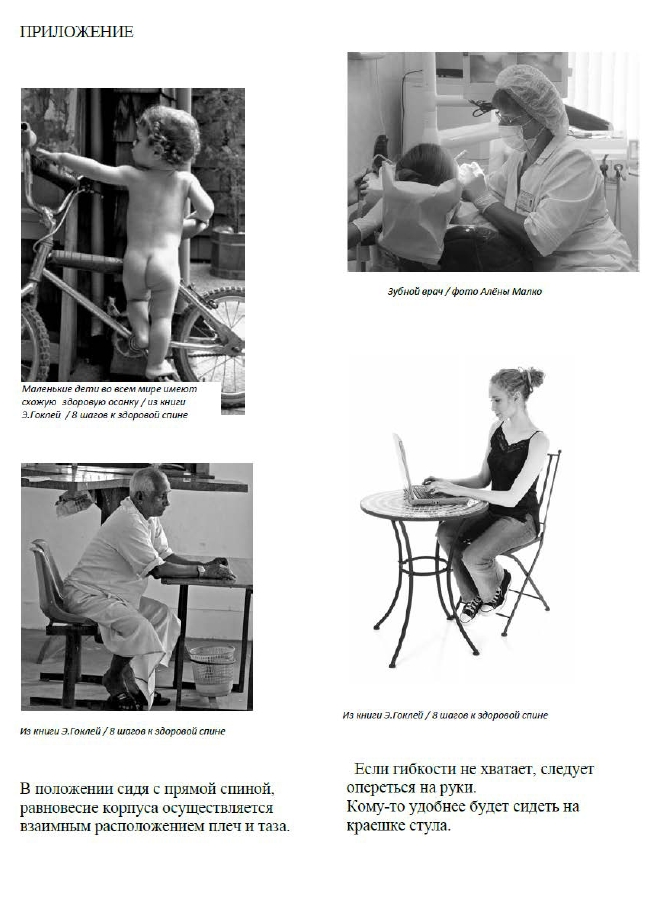 ПРИЛОЖЕНИЕ
Маленькие дети во всем мире имеют
схожую здоровую осанку / из книги
Э.Гоклей / 8 шагов к здоровой спине
Зубной врач / фото Алёны Малко
Из книги Э.Гоклей / 8 шагов к здоровой спине
Из книги Э.Гоклей / 8 шагов к здоровой спине
В положении сидя с прямой спиной,
равновесие корпуса осуществляется
взаимным расположением плеч и таза.
Если гибкости не хватает, следует
опереться на руки.
Кому-то удобнее будет сидеть на
краешке стула.